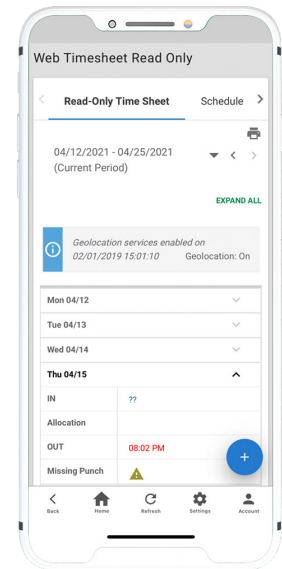 Web Timesheet Read Only
Read-Only Time Sheet Schedule
04/12/2021 - 04/25/2021
(Current Period)
EXPAND ALL
Geolocation services enabled on
02/01/2019 15:01:10 Geolocation: On
Mon 04/12
Tue 04/13
Wed 04/14
Thu 04/15
IN ??
Allocation
OUT 08:02 PM
Missing Punch
Back Home Refresh Settings Account